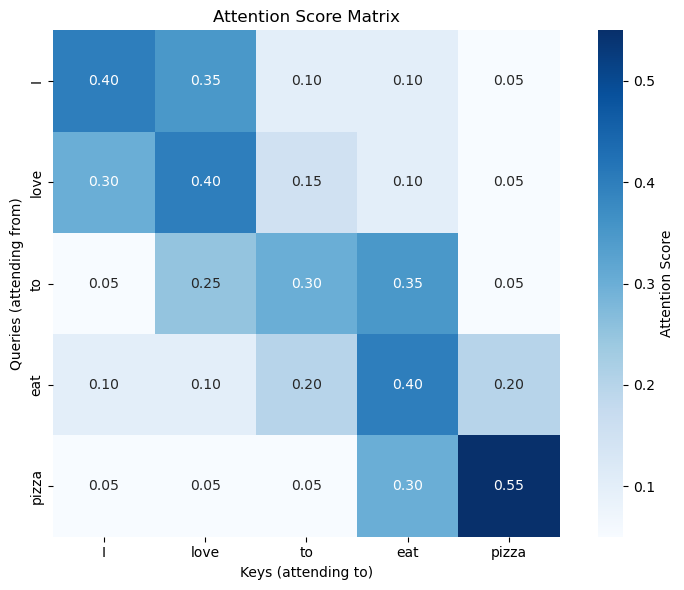 Attention Score Matrix
Queries (attending from)
I 0.40 0.35 0.10 0.10 0.05
love 0.30 0.40 0.15 0.10 0.05
to 0.05 0.25 0.30 0.35 0.05
eat 0.10 0.10 0.20 0.40 0.20
pizza 0.05 0.05 0.05 0.30 0.55
I love to eat pizza
Keys (attending to)
0.5
0.4
0.3
0.2
0.1
Attention Score